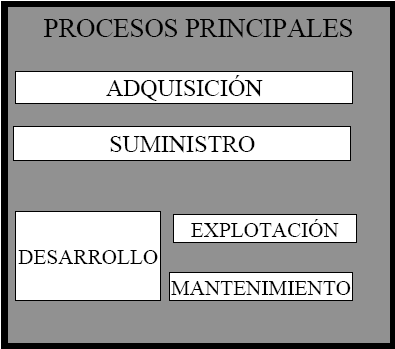 PROCESOS PRINCIPALES
ADQUISICIÓN
SUMINISTRO
DESARROLLO
EXPLOTACIÓN
MANTENIMIENTO